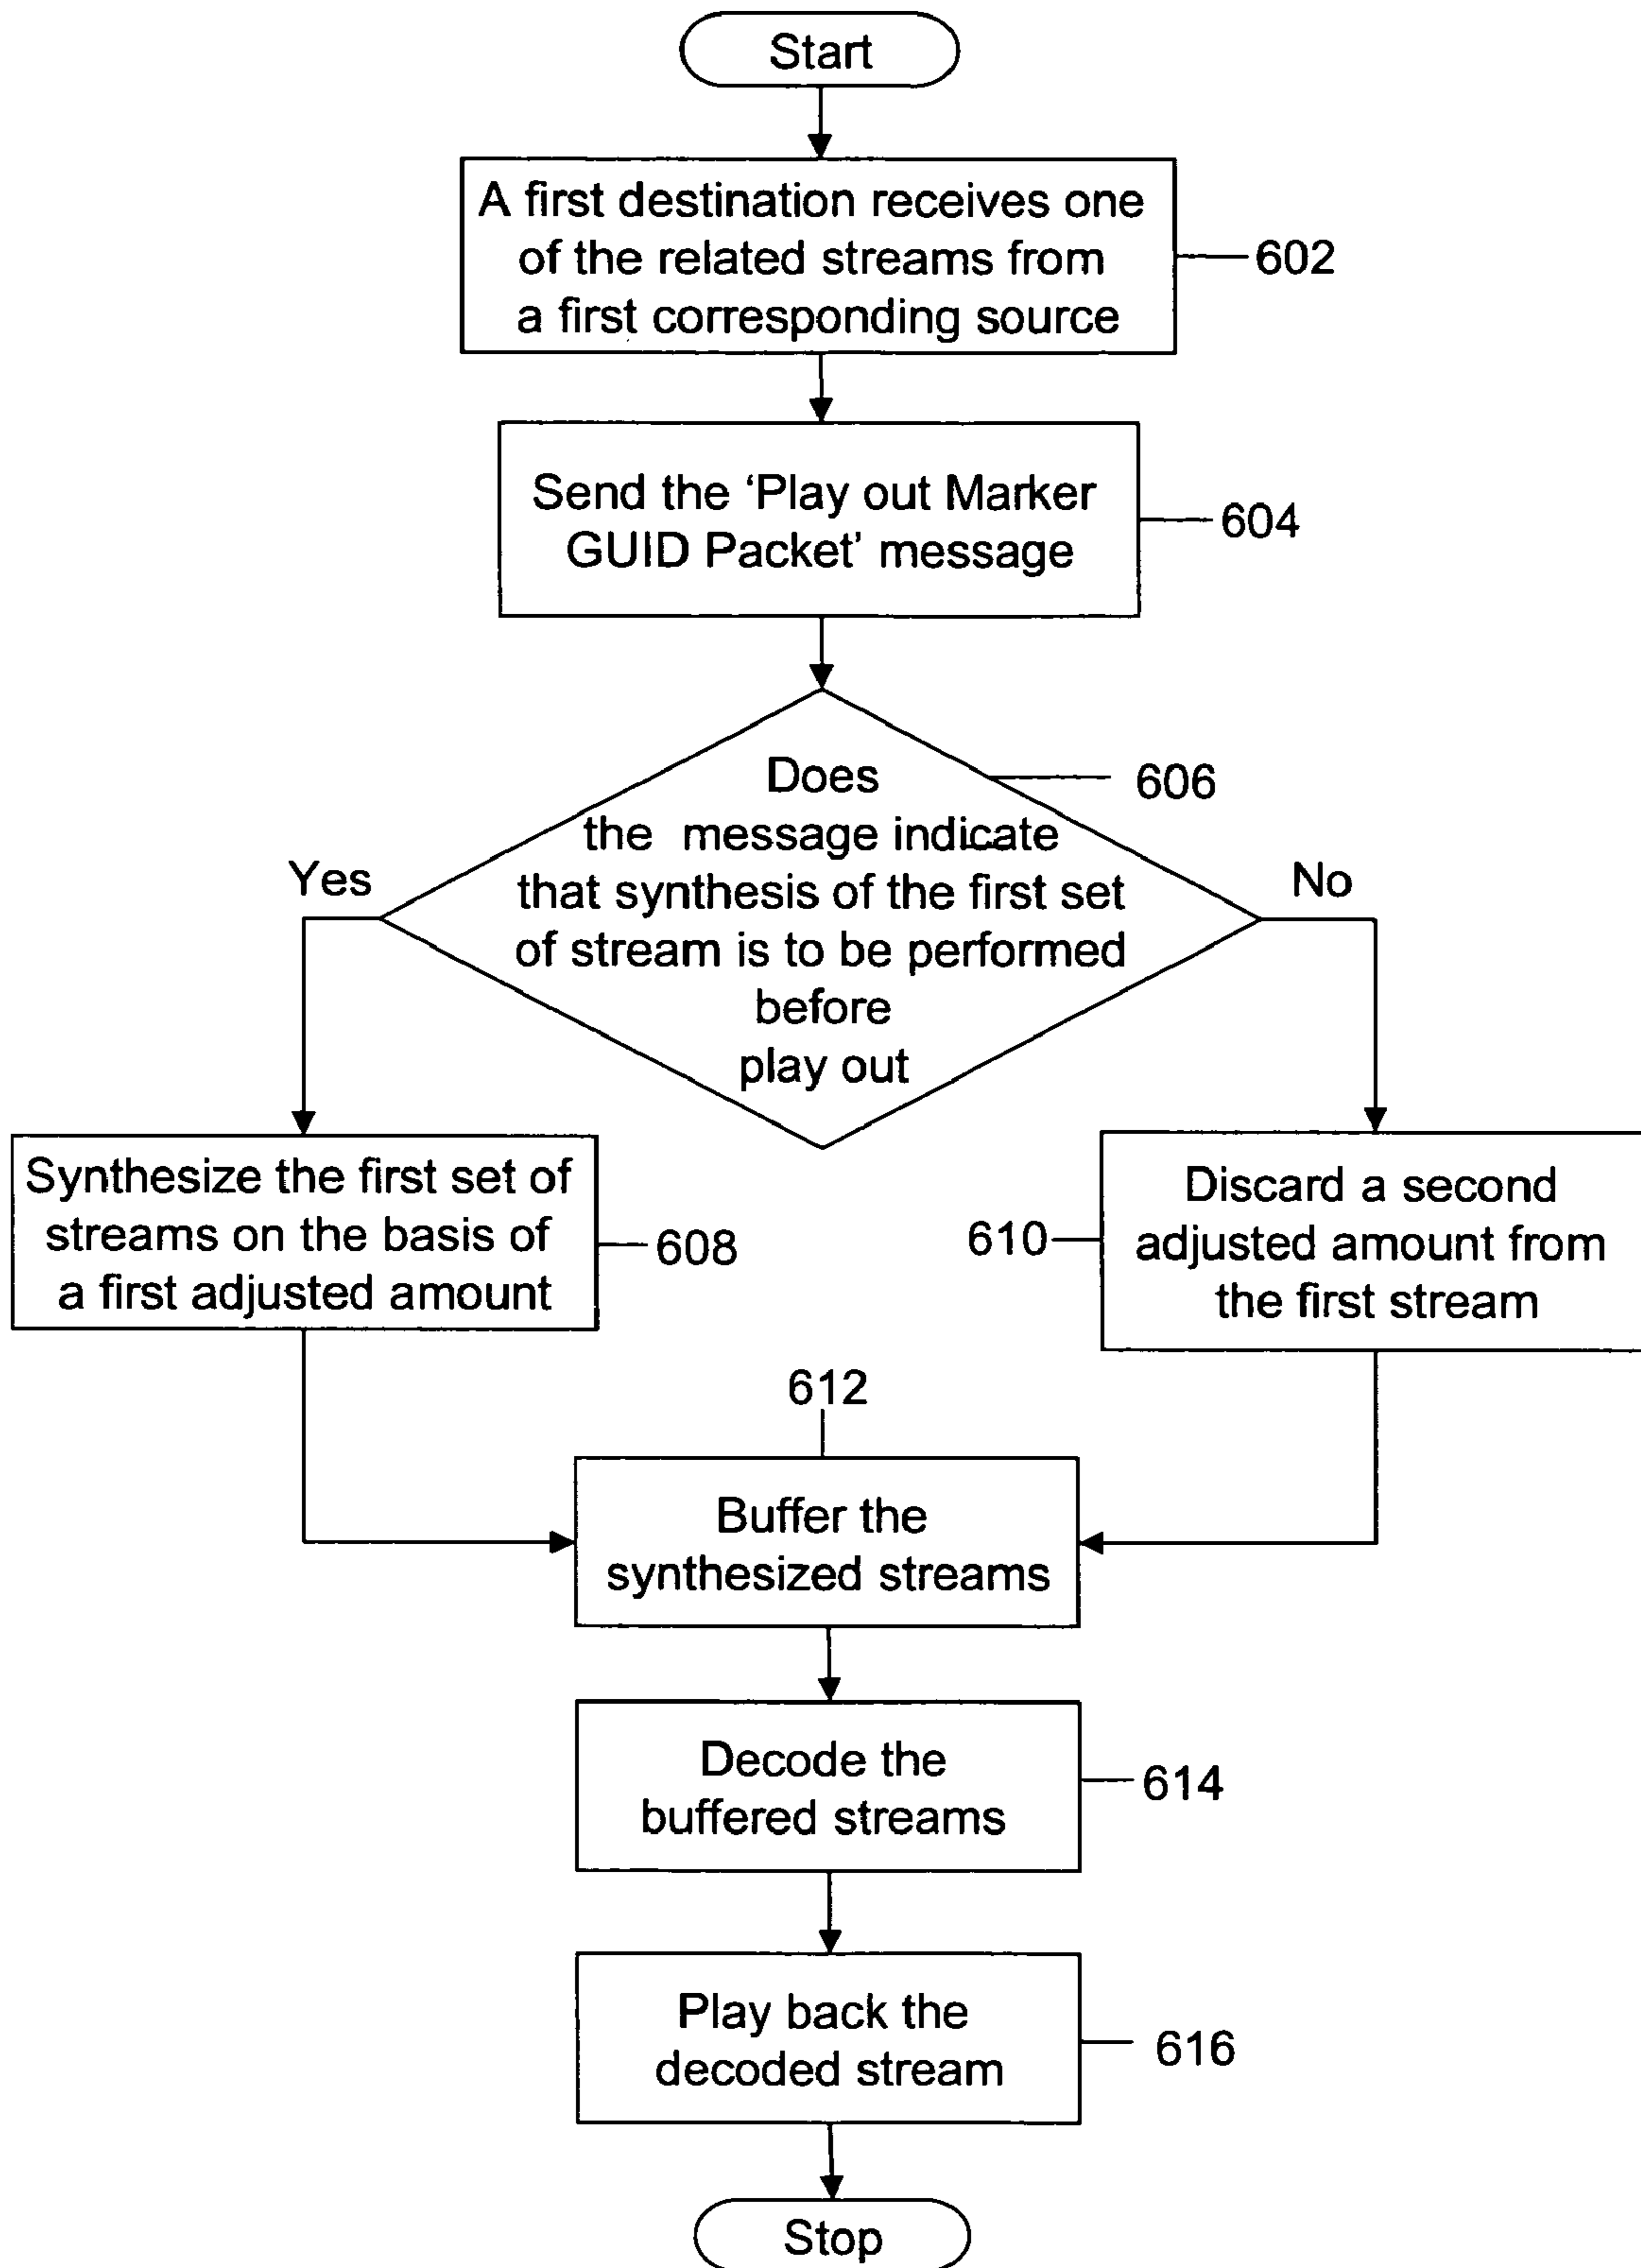 Start
A first destination receives one
of the related streams from
a first corresponding source
602
Send the ‘Play out Marker
GUID Packet’ message
604
Does
the message indicate
that synthesis of the first set
of stream is to be performed
before
play out
606
Yes
No
Synthesize the first set of
streams on the basis of
a first adjusted amount
608
610
Discard a second
adjusted amount from
the first stream
612
Buffer the
synthesized streams
Decode the
buffered streams
614
Play back the
decoded stream
616
Stop